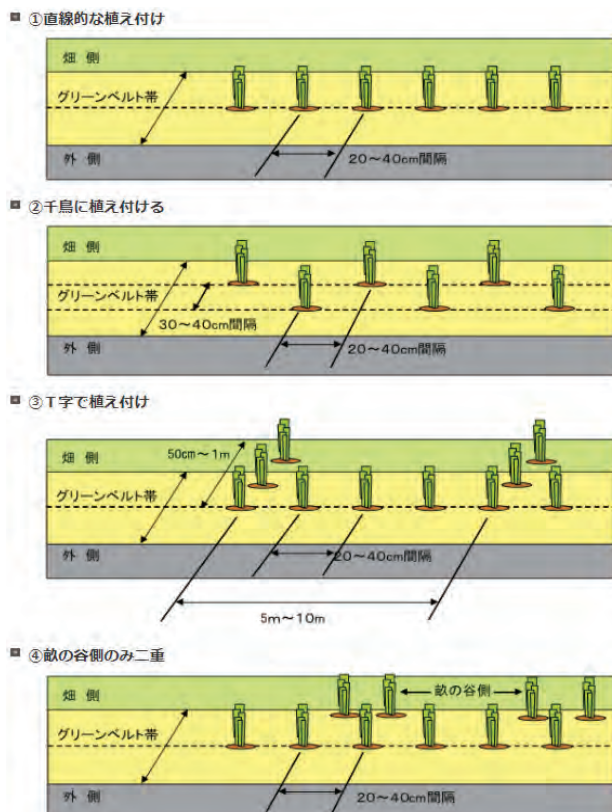 ①直線的な植え付け
畑 側
グリーンベルト帯
外 側
20~40cm間隔
②千鳥に植え付ける
畑 側
グリーンベルト帯
30~40cm間隔
外 側
20~40cm間隔
③T字で植え付け
畑 側
50cm~1m
グリーンベルト帯
外 側
20~40cm間隔
5m~10m
④畝の谷側のみ二重
畑 側
畝の谷側
グリーンベルト帯
外 側
20~40cm間隔